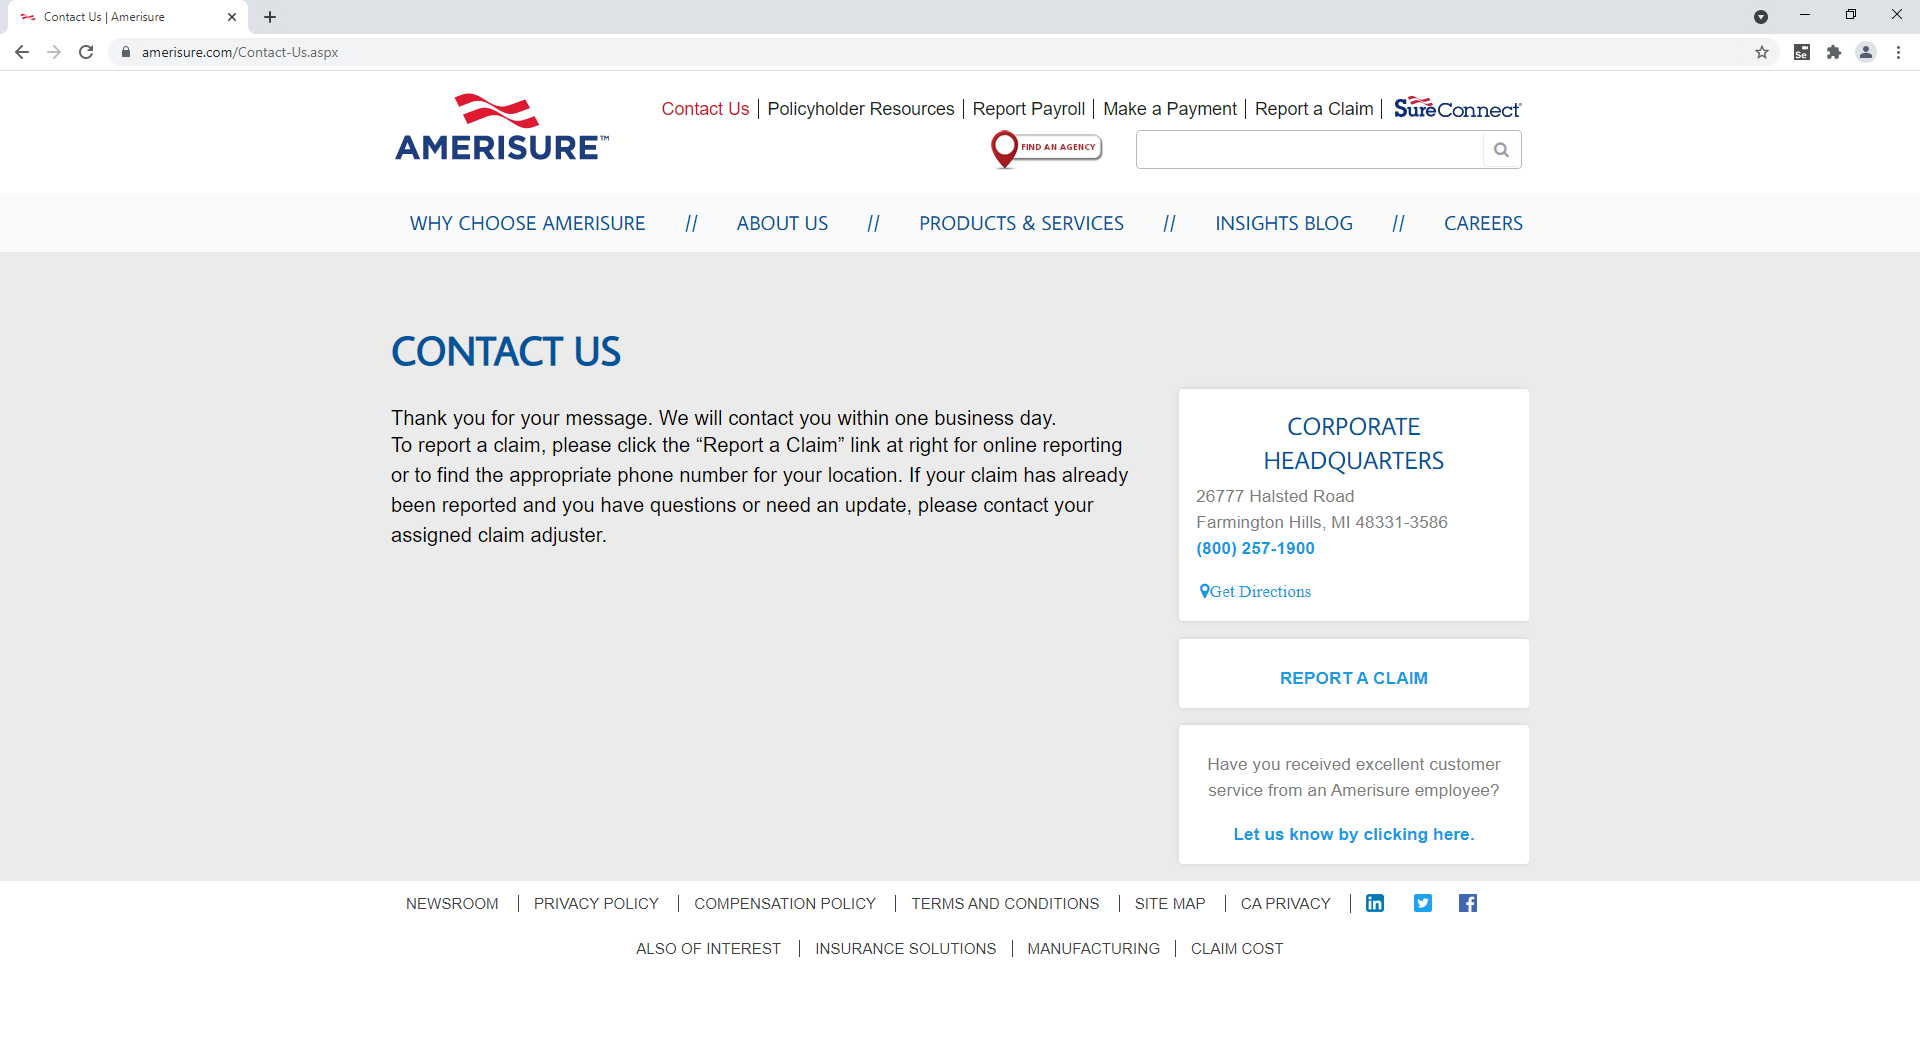 Contact Us | Amerisure
amerisure.com/Contact-Us.aspx
Se
AMERISURE™
Contact Us | Policyholder Resources | Report Payroll | Make a Payment | Report a Claim | SureConnect®
FIND AN AGENCY
WHY CHOOSE AMERISURE // ABOUT US // PRODUCTS & SERVICES // INSIGHTS BLOG // CAREERS
CONTACT US
Thank you for your message. We will contact you within one business day.
To report a claim, please click the “Report a Claim” link at right for online reporting
or to find the appropriate phone number for your location. If your claim has already
been reported and you have questions or need an update, please contact your
assigned claim adjuster.
CORPORATE
HEADQUARTERS
26777 Halsted Road
Farmington Hills, MI 48331-3586
(800) 257-1900
Get Directions
REPORT A CLAIM
Have you received excellent customer
service from an Amerisure employee?
Let us know by clicking here.
NEWSROOM | PRIVACY POLICY | COMPENSATION POLICY | TERMS AND CONDITIONS | SITE MAP | CA PRIVACY |
ALSO OF INTEREST | INSURANCE SOLUTIONS | MANUFACTURING | CLAIM COST